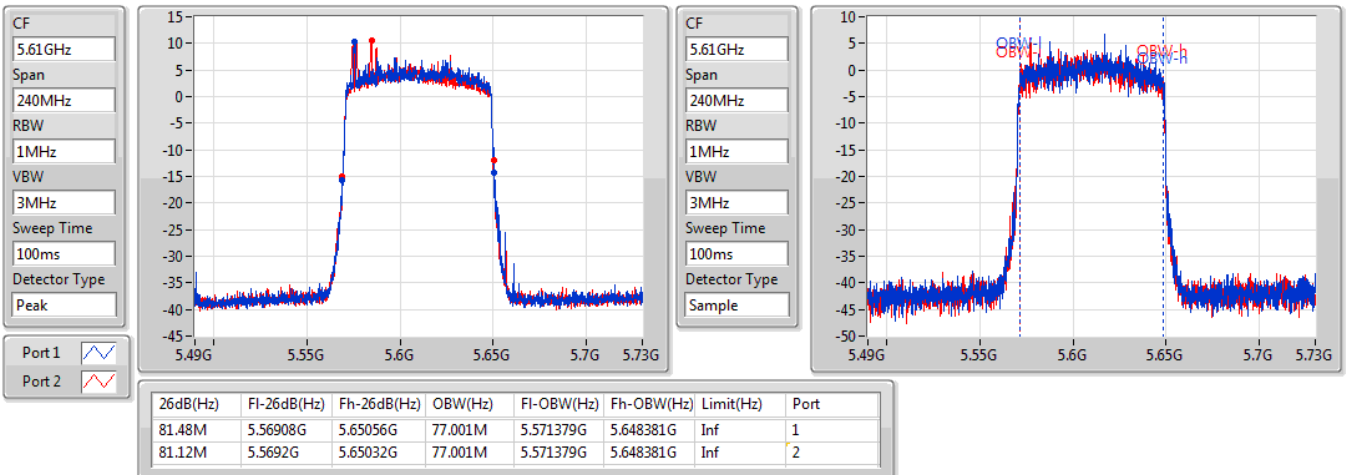 CF
5.61GHz
Span
240MHz
RBW
1MHz
VBW
3MHz
Sweep Time
100ms
Detector Type
Peak
Port 1
Port 2
15
10
5
0
-5
-10
-15
-20
-25
-30
-35
-40
-45
5.49G 5.55G 5.6G 5.65G 5.7G 5.73G
CF
5.61GHz
Span
240MHz
RBW
1MHz
VBW
3MHz
Sweep Time
100ms
Detector Type
Sample
10
5
0
-5
-10
-15
-20
-25
-30
-35
-40
-45
-50
OBW-l
OBW-l
OBW-h
OBW-h
5.49G 5.55G 5.6G 5.65G 5.7G 5.73G
26dB(Hz) Fl-26dB(Hz) Fh-26dB(Hz) OBW(Hz) Fl-OBW(Hz) Fh-OBW(Hz) Limit(Hz) Port
81.48M 5.56908G 5.65056G 77.001M 5.571379G 5.648381G Inf 1
81.12M 5.5692G 5.65032G 77.001M 5.571379G 5.648381G Inf 2